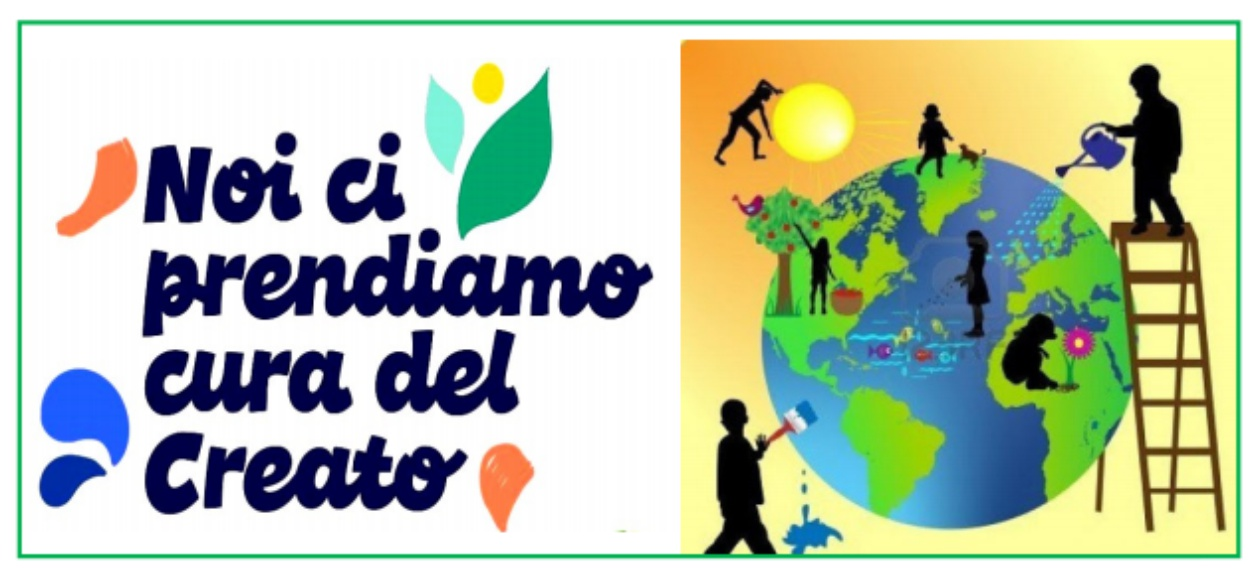 Noi ci
prendiamo
cura del
Creato